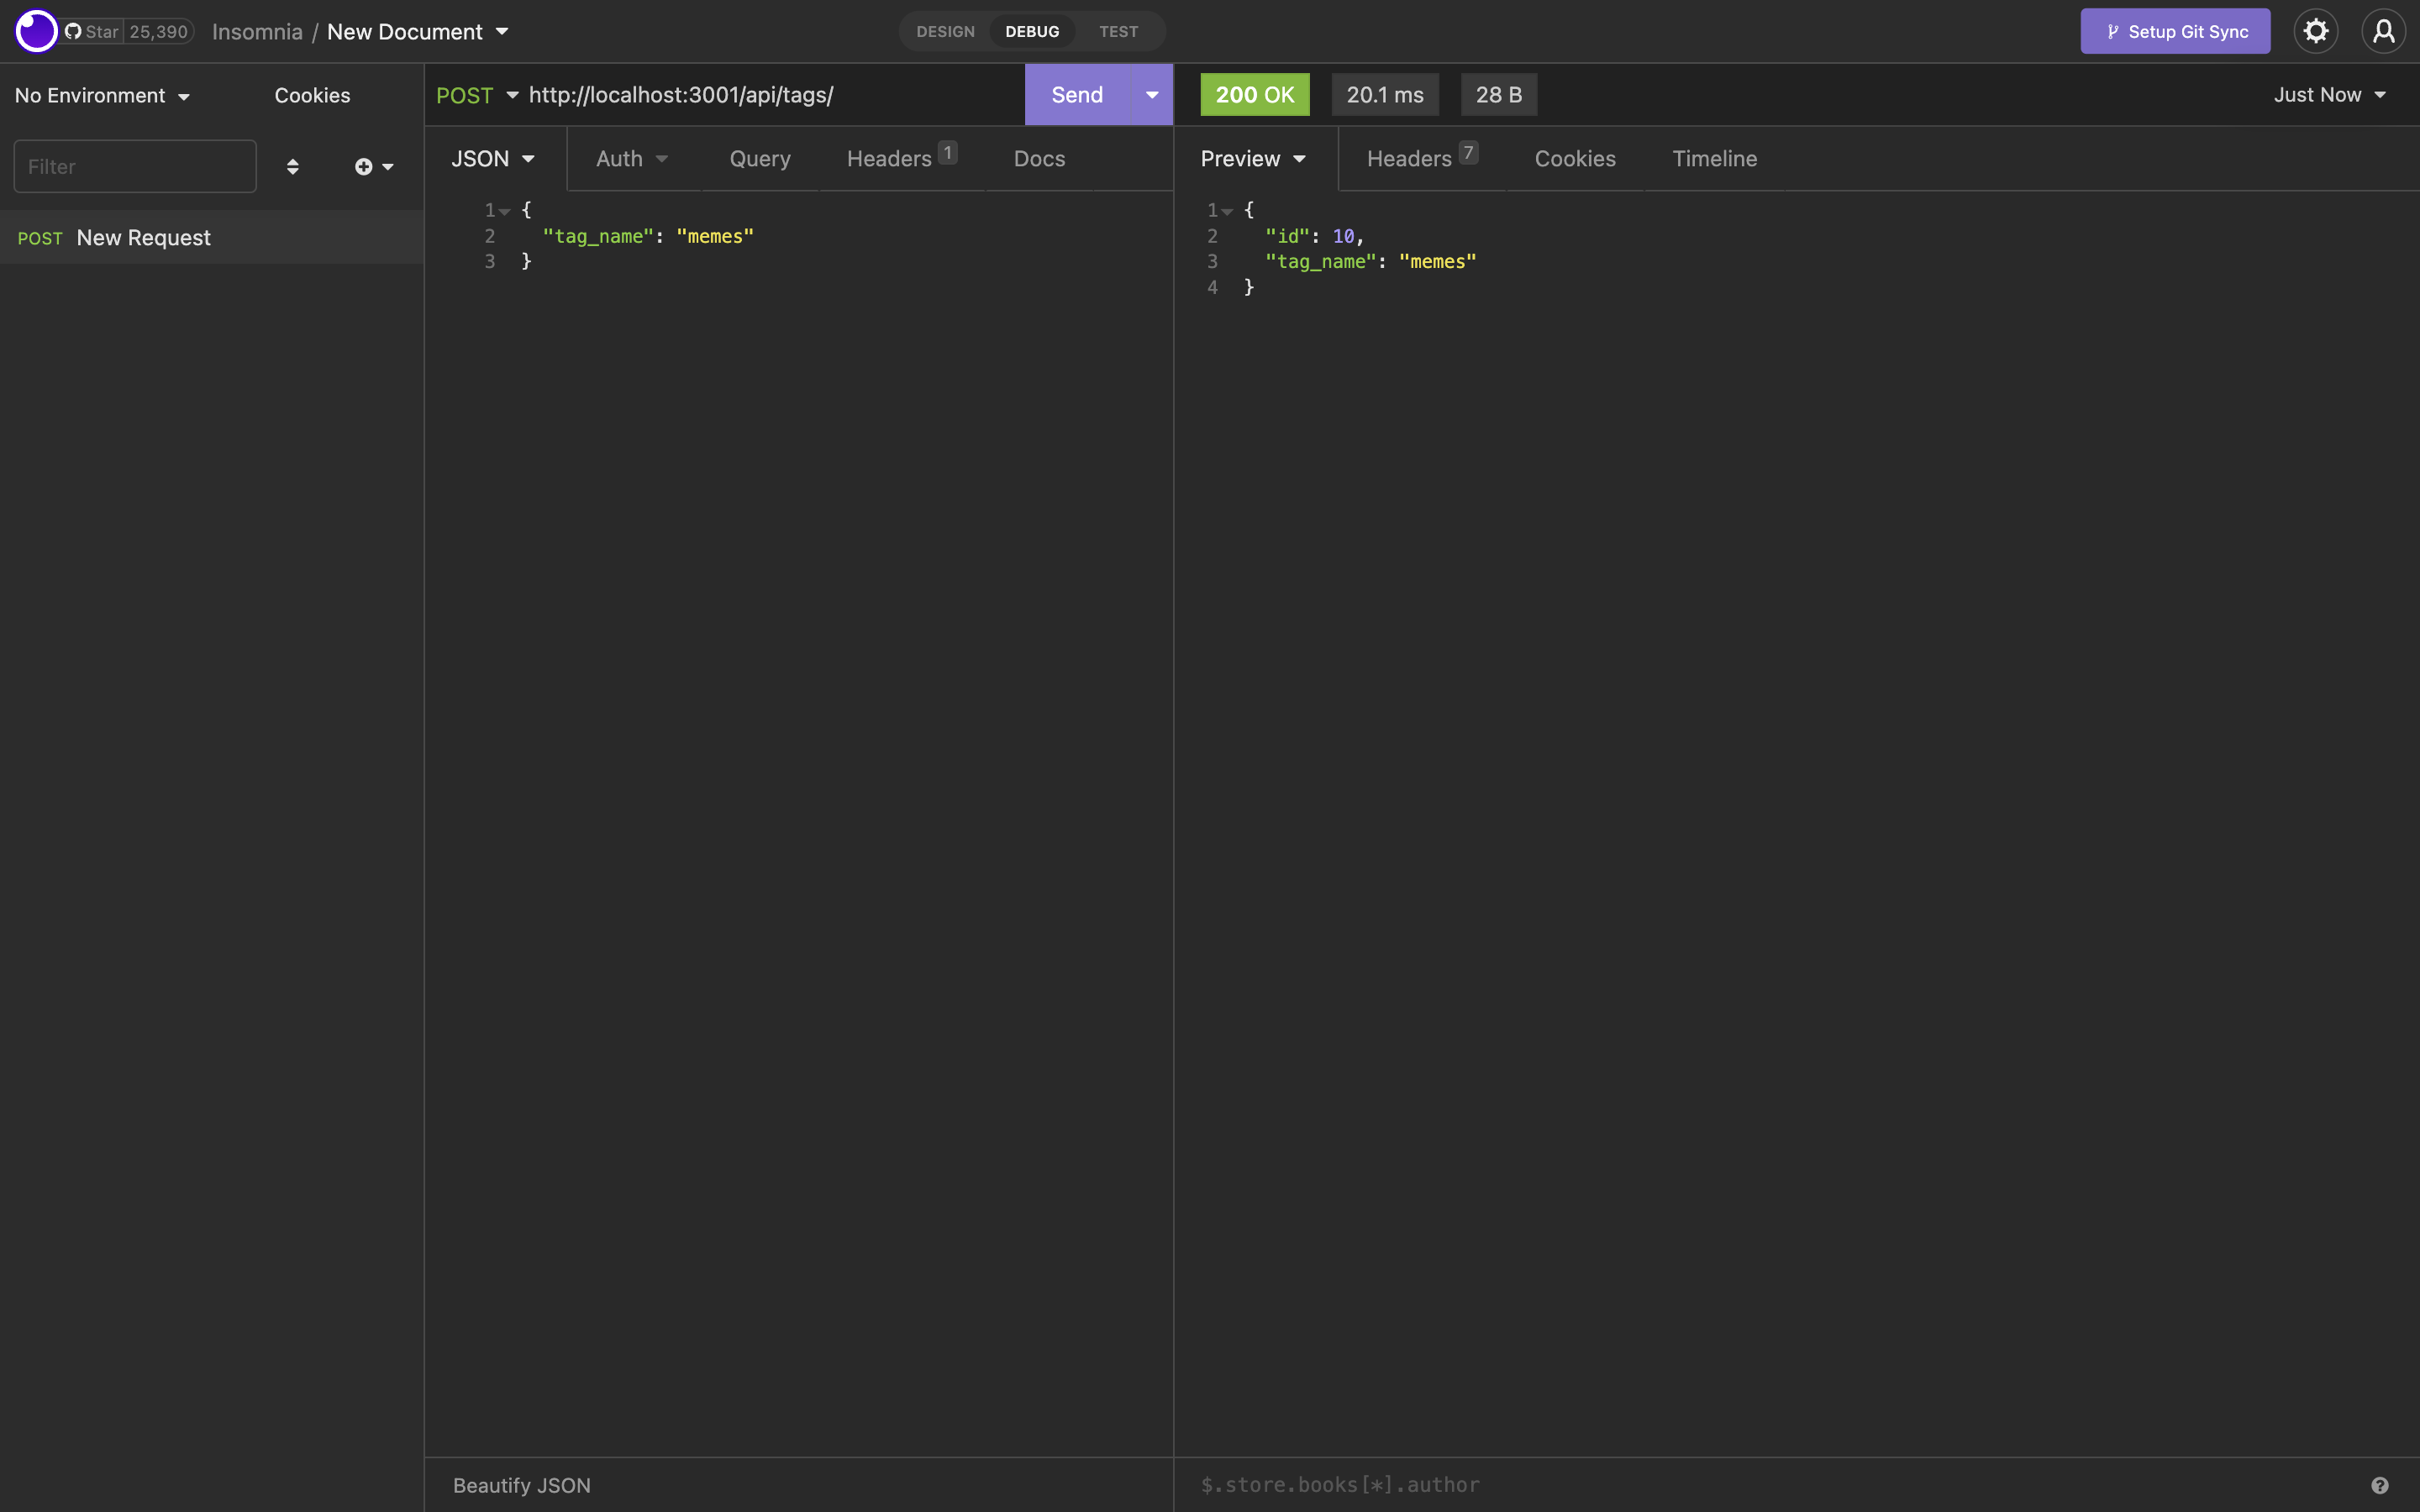 Star 25,390 Insomnia / New Document DESIGN DEBUG TEST Setup Git Sync
No Environment Cookies POST http://localhost:3001/api/tags/ Send 200 OK 20.1 ms 28 B Just Now
Filter JSON Auth Query Headers 1 Docs Preview Headers 7 Cookies Timeline
POST New Request
1 {
2 "tag_name": "memes"
3 }
1 {
2 "id": 10,
3 "tag_name": "memes"
4 }
Beautify JSON $.store.books[*].author